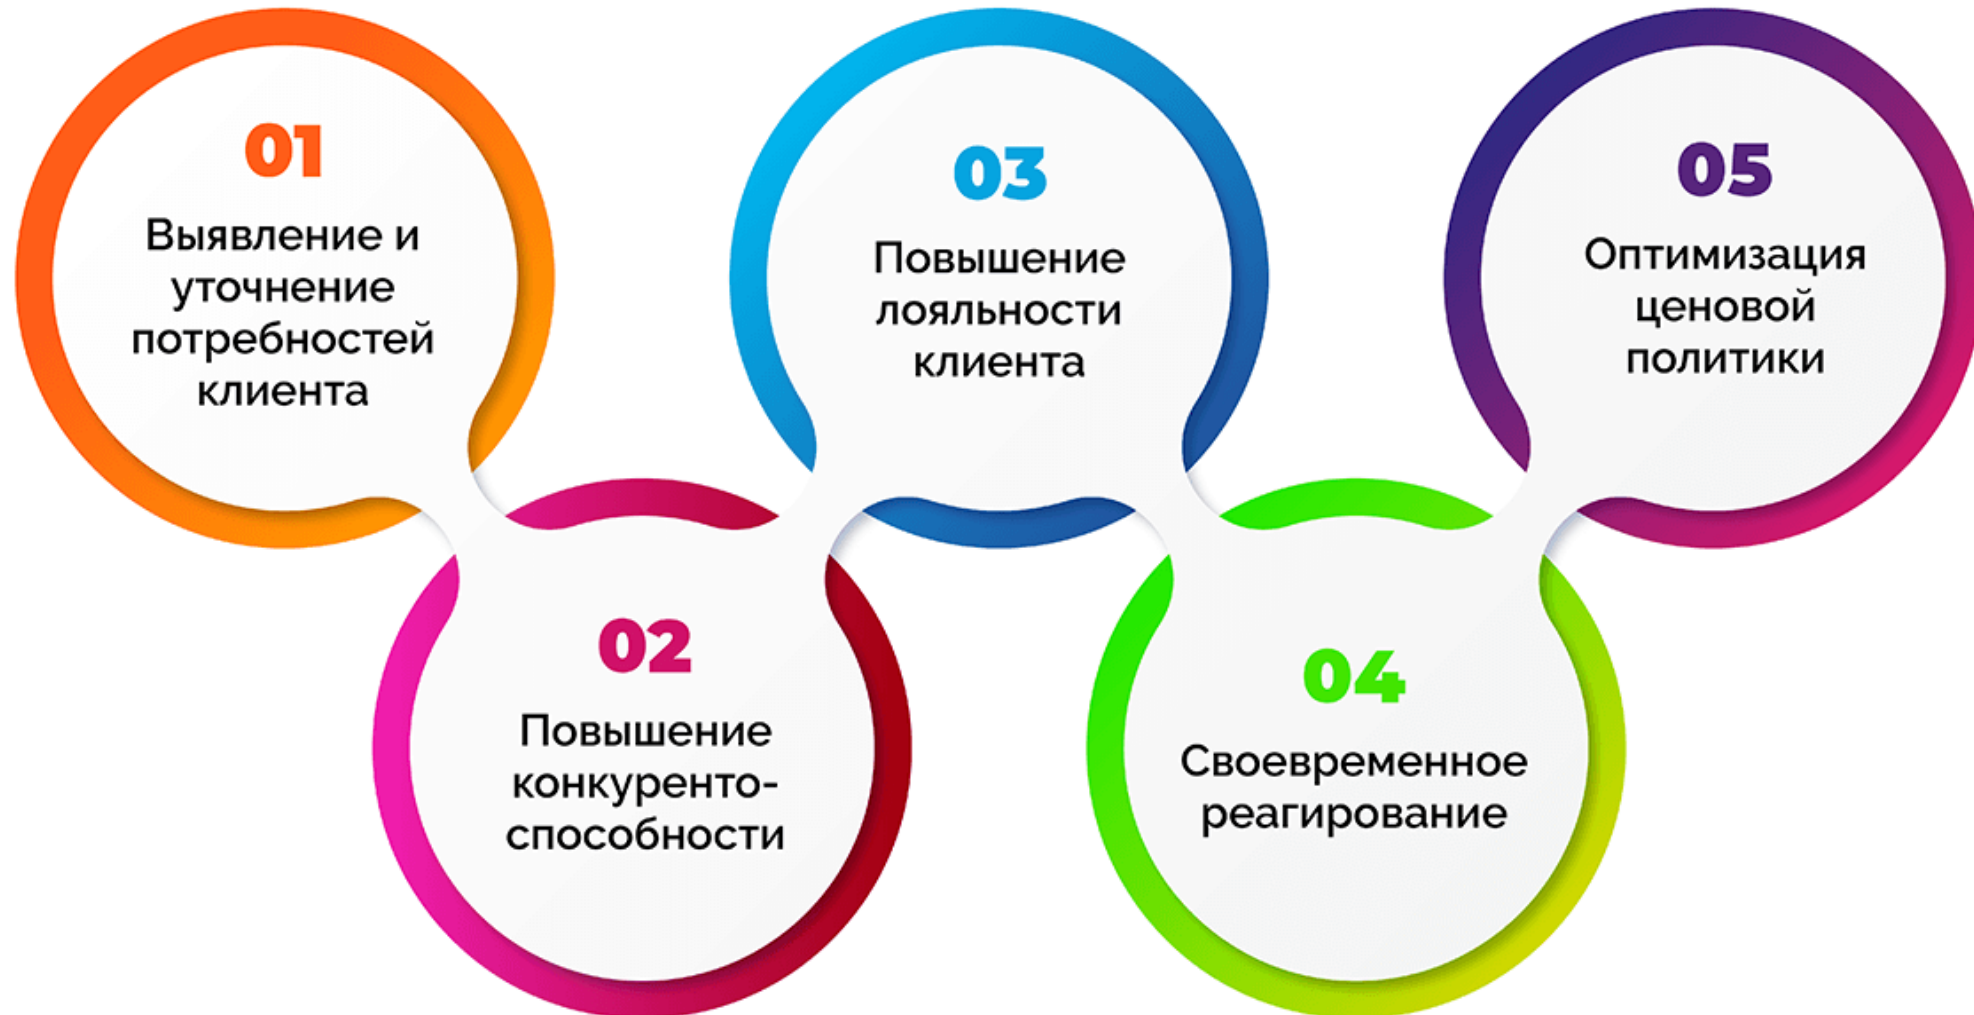 01
Выявление и
уточнение
потребностей
клиента
02
Повышение
конкуренто-
способности
03
Повышение
лояльности
клиента
04
Своевременное
реагирование
05
Оптимизация
ценовой
политики